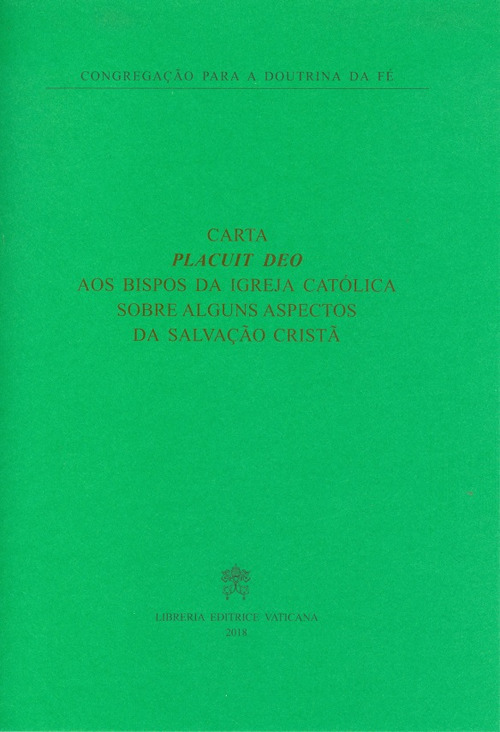 CONGREGAÇÃO PARA A DOUTRINA DA FÉ
CARTA
PLACUIT DEO
AOS BISPOS DA IGREJA CATÓLICA
SOBRE ALGUNS ASPECTOS
DA SALVAÇÃO CRISTÃ
LIBRERIA EDITRICE VATICANA
2018